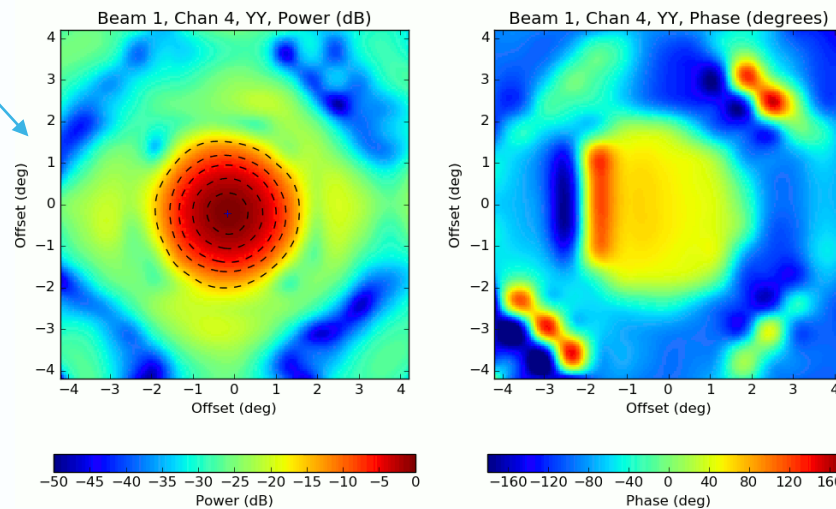 Beam 1, Chan 4, YY, Power (dB)
4
3
2
1
0
−1
−2
−3
−4
Offset (deg)
−4 −3 −2 −1 0 1 2 3 4
Offset (deg)
−50 −45 −40 −35 −30 −25 −20 −15 −10 −5 0
Power (dB)
Beam 1, Chan 4, YY, Phase (degrees)
4
3
2
1
0
−1
−2
−3
−4
Offset (deg)
−4 −3 −2 −1 0 1 2 3 4
Offset (deg)
−160 −120 −80 −40 0 40 80 120 160
Phase (deg)